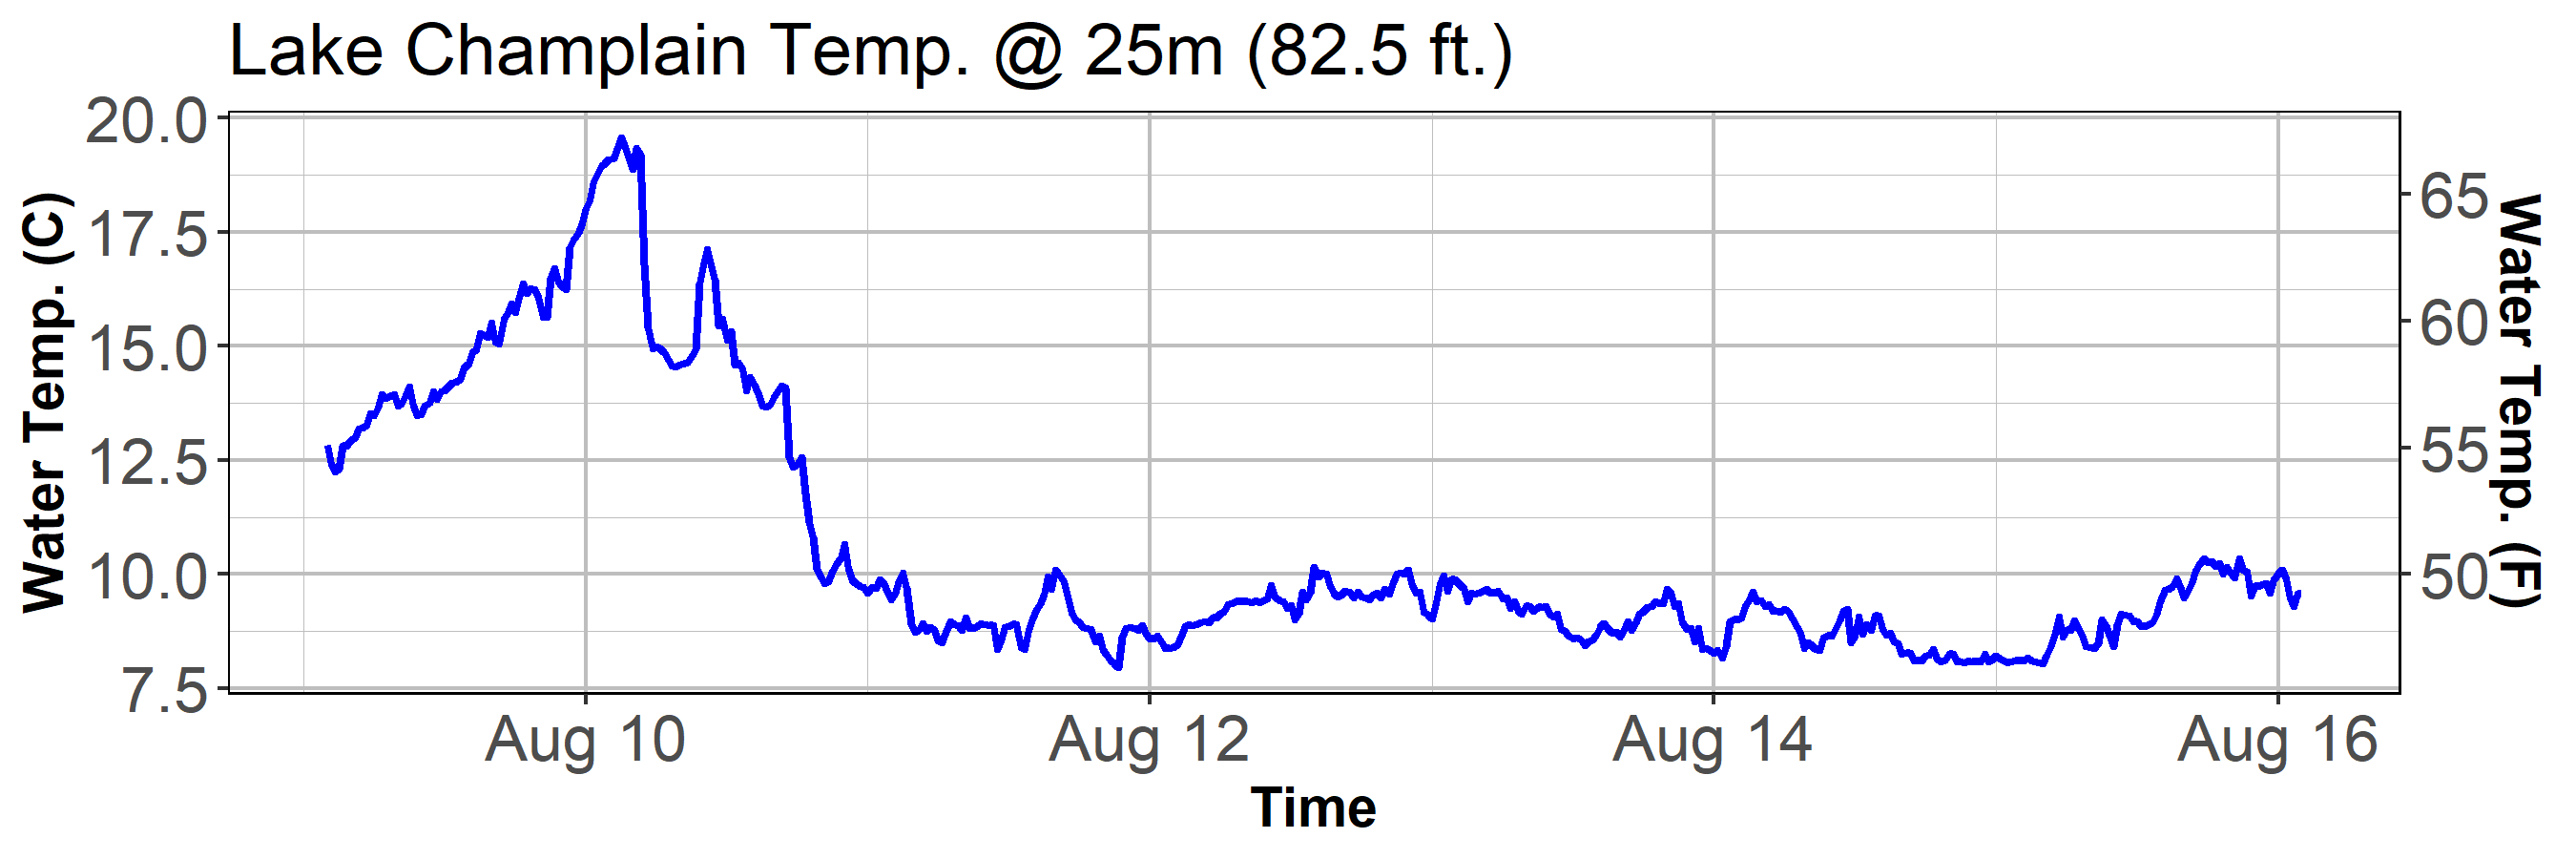 Lake Champlain Temp. @ 25m (82.5 ft.)
Water Temp. (C)
20.0
17.5
15.0
12.5
10.0
7.5
65
60
55
50
Water Temp. (F)
Aug 10
Aug 12
Aug 14
Aug 16
Time